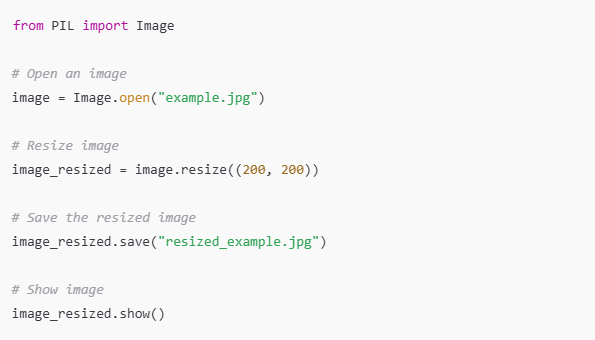 from PIL import Image
# Open an image
image = Image.open("example.jpg")
# Resize image
image_resized = image.resize((200, 200))
# Save the resized image
image_resized.save("resized_example.jpg")
# Show image
image_resized.show()